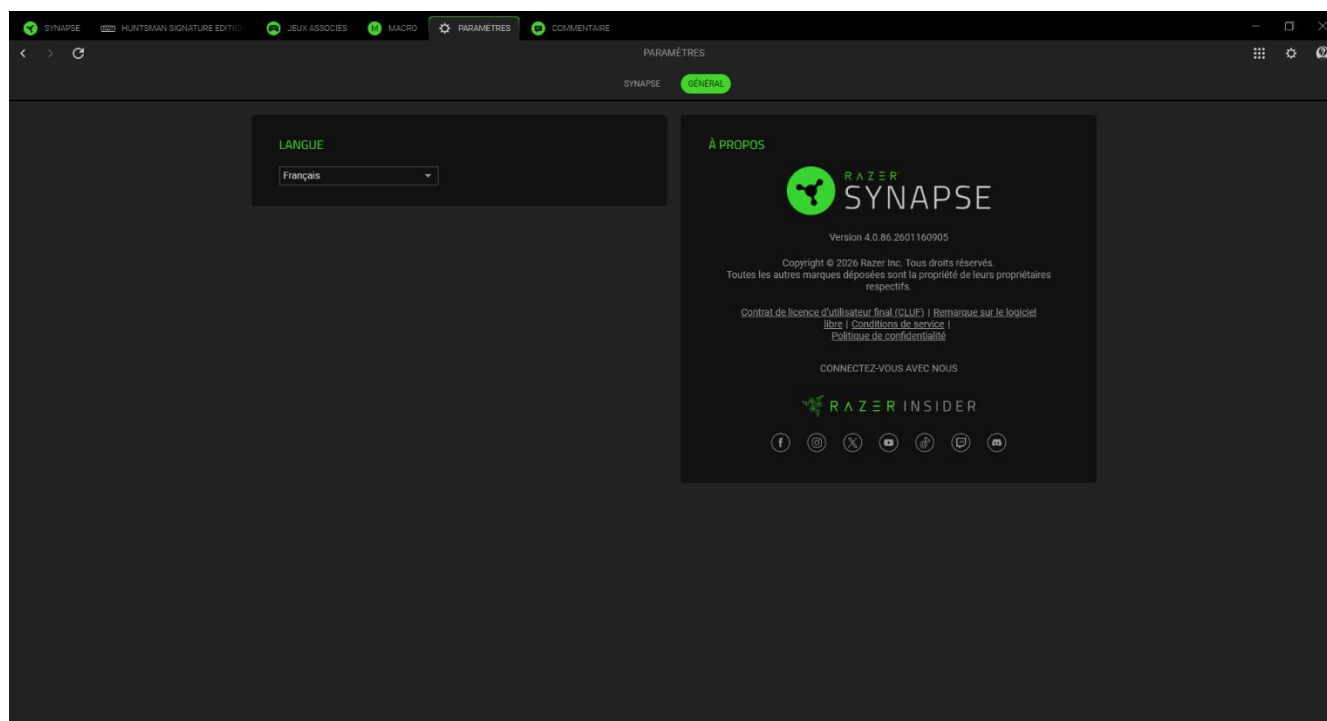 SYNAPSE
HUNTSMAN SIGNATURE EDITIO
JEUX ASSOCIÉS
M
MACRO
PARAMÈTRES
COMMENTAIRE
PARAMÈTRES
SYNAPSE
GÉNÉRAL
LANGUE
Français
À PROPOS
RAZER
SYNAPSE
Version 4.0.86.2601160905
Copyright © 2026 Razer Inc. Tous droits réservés.
Toutes les autres marques déposées sont la propriété de leurs propriétaires
respectifs.
Contrat de licence d'utilisateur final (CLUF) | Remarque sur le logiciel
libre | Conditions de service |
Politique de confidentialité
CONNECTEZ-VOUS AVEC NOUS
RAZER INSIDER